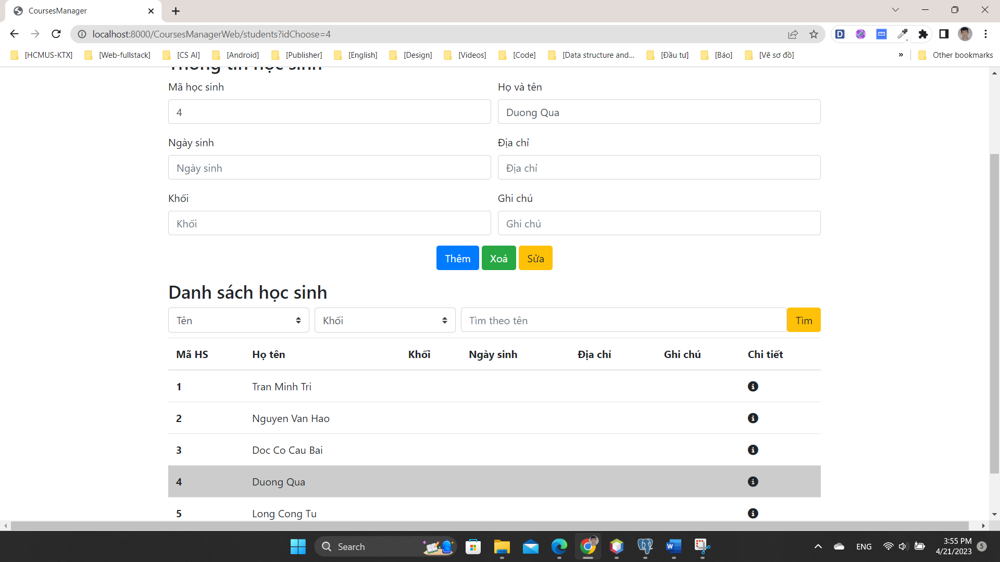 CoursesManager
localhost:8000/CoursesManagerWeb/students?idChoose=4
[HCMUS-KTX] [Web-fullstack] [CS AI] [Android] [Publisher] [English] [Design] [Videos] [Code] [Data structure and... [Đầu tư] [Báo] [Vẽ sơ đồ] » Other bookmarks
Thông tin học sinh
Mã học sinh Họ và tên
4 Duong Qua
Ngày sinh Địa chỉ
Ngày sinh Địa chỉ
Khối Ghi chú
Khối Ghi chú
Thêm Xoá Sửa
Danh sách học sinh
Tên Khối Tìm theo tên Tìm
Mã HS Họ tên Khối Ngày sinh Địa chỉ Ghi chú Chi tiết
1 Tran Minh Tri
2 Nguyen Van Hao
3 Doc Co Cau Bai
4 Duong Qua
5 Long Cong Tu
Search ENG 3:55 PM
4/21/2023 5